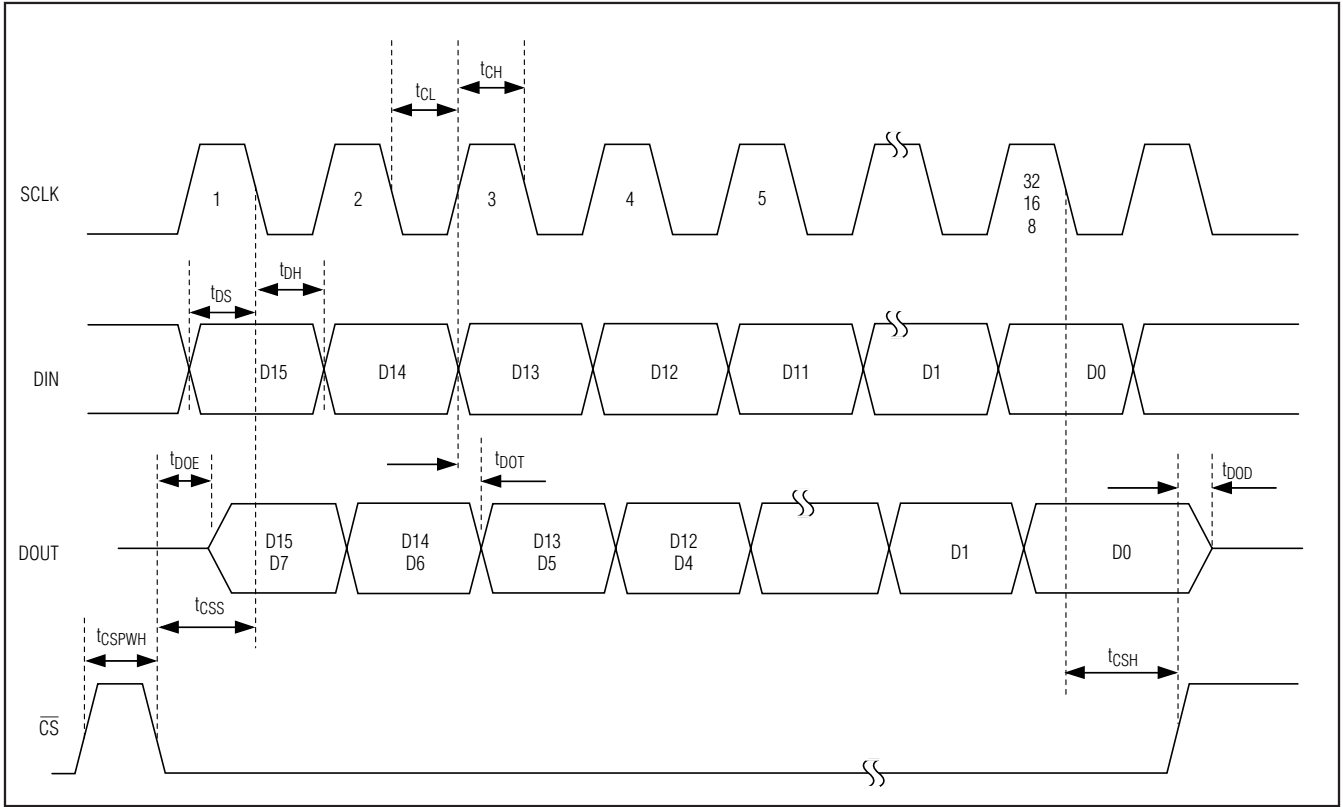 tCH
tCL
SCLK
1
2
3
4
5
32
16
8
tDH
tDS
DIN
D15
D14
D13
D12
D11
D1
D0
tDOE
tDOT
tDOD
DOUT
D15
D7
D14
D6
D13
D5
D12
D4
D1
D0
tCSS
tCSPWH
tCSH
C̅S̅